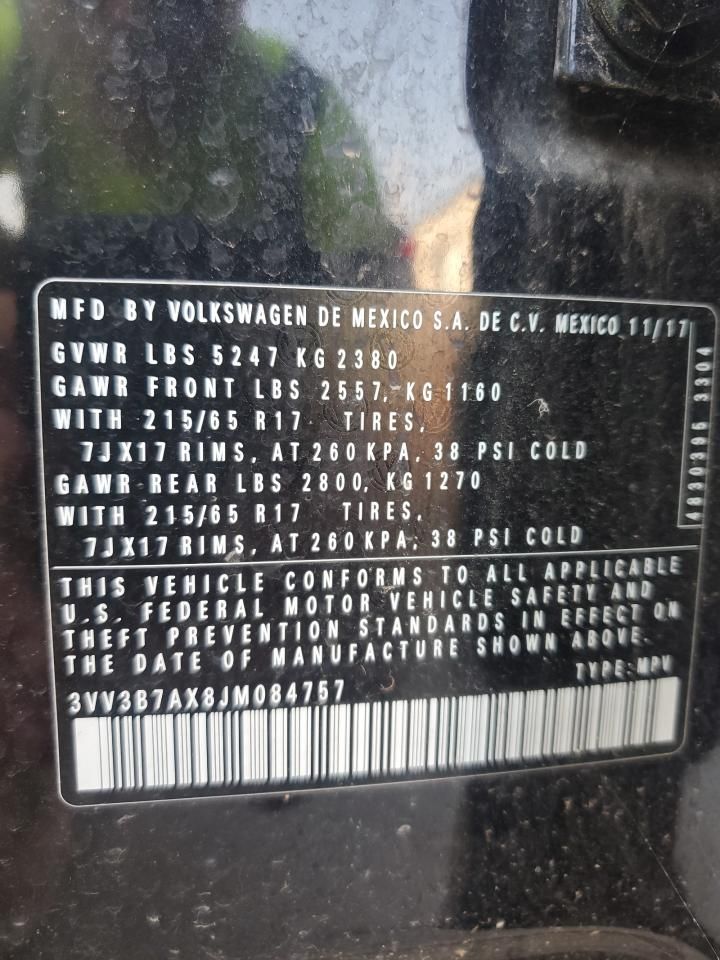 MFD BY VOLKSWAGEN DE MEXICO S.A. DE C.V. MEXICO 11/17
GVWR LBS 5247 KG 2380
GAWR FRONT LBS 2557, KG 1160
WITH 215/65 R17 TIRES,
7JX17 RIMS, AT 260 KPA, 38 PSI COLD
GAWR REAR LBS 2800, KG 1270
WITH 215/65 R17 TIRES,
7JX17 RIMS, AT 260 KPA, 38 PSI COLD
4830395 3304
THIS VEHICLE CONFORMS TO ALL APPLICABLE
U.S. FEDERAL MOTOR VEHICLE SAFETY AND
THEFT PREVENTION STANDARDS IN EFFECT ON
THE DATE OF MANUFACTURE SHOWN ABOVE.
TYPE: MPV
3VV3B7AX8JM084757